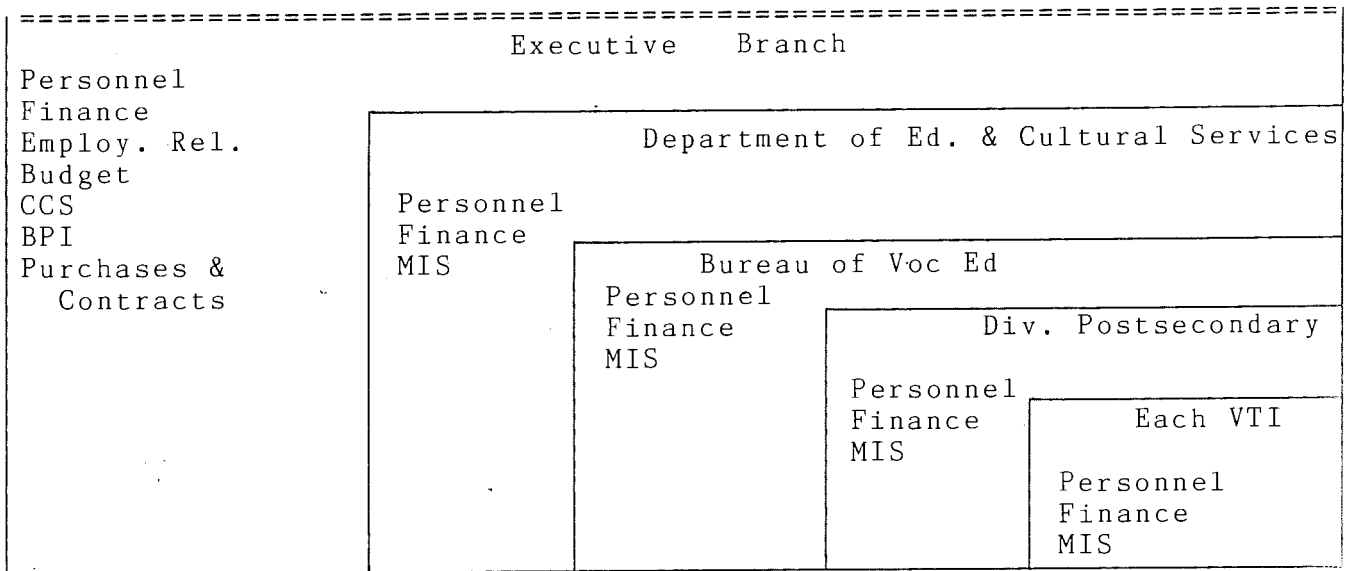 Executive Branch
Personnel
Finance
Employ. Rel.
Budget
CCS
BPI
Purchases &
Contracts
Department of Ed. & Cultural Services
Personnel
Finance
MIS
Bureau of Voc Ed
Personnel
Finance
MIS
Div. Postsecondary
Personnel
Finance
MIS
Each VTI
Personnel
Finance
MIS